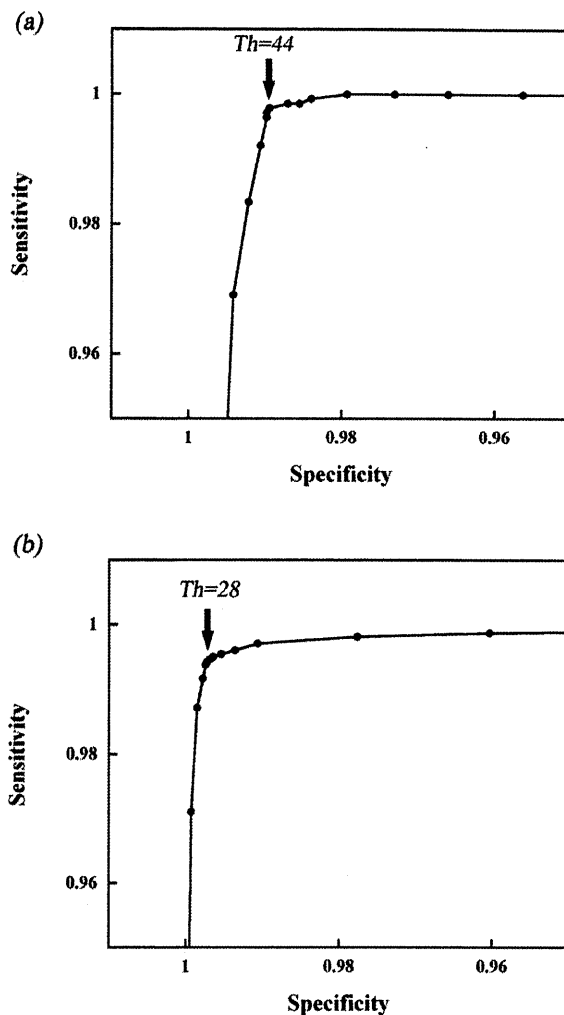 (a)
Th=44
1
0.98
0.96
Sensitivity
1 0.98 0.96
Specificity
(b)
Th=28
1
0.98
0.96
Sensitivity
1 0.98 0.96
Specificity